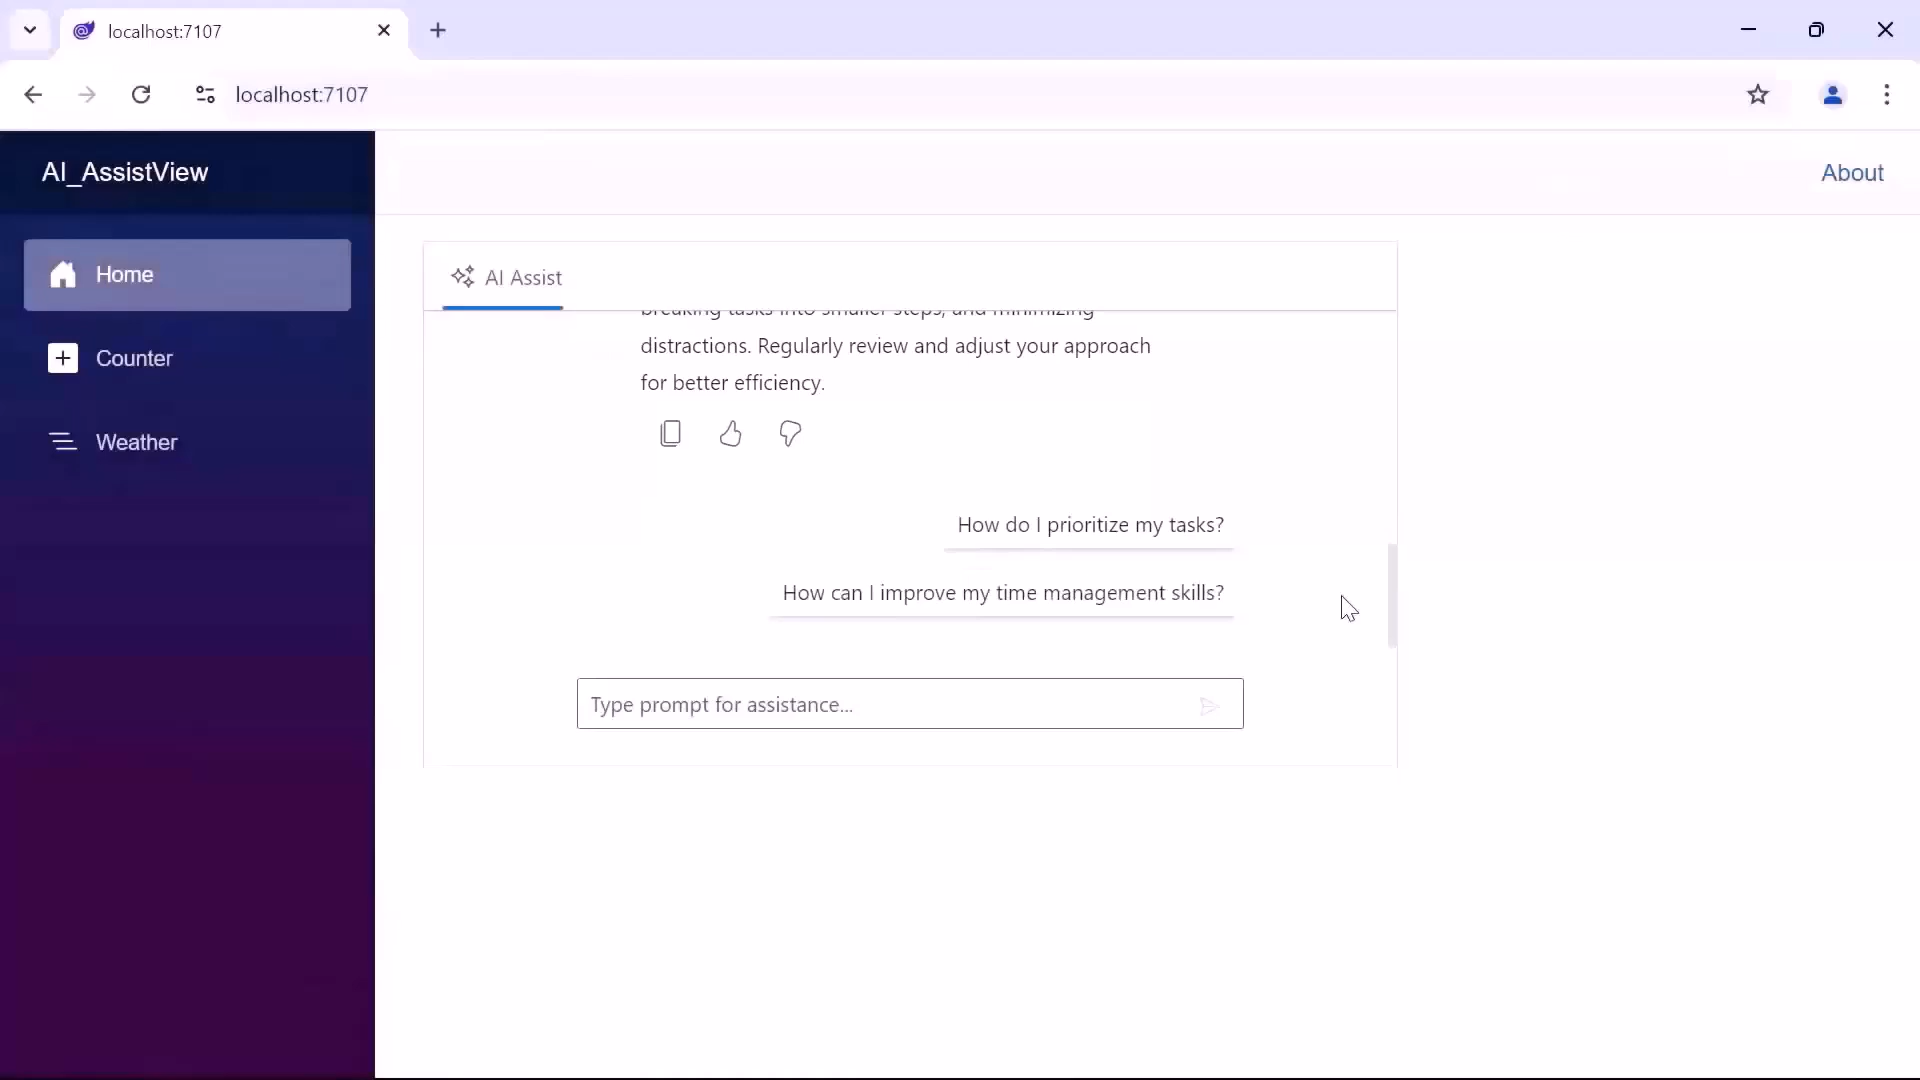 localhost:7107
localhost:7107
AI_AssistView
About
Home
Counter
Weather
AI Assist
breaking tasks into smaller steps, and minimizing
distractions. Regularly review and adjust your approach
for better efficiency.
How do I prioritize my tasks?
How can I improve my time management skills?
Type prompt for assistance...